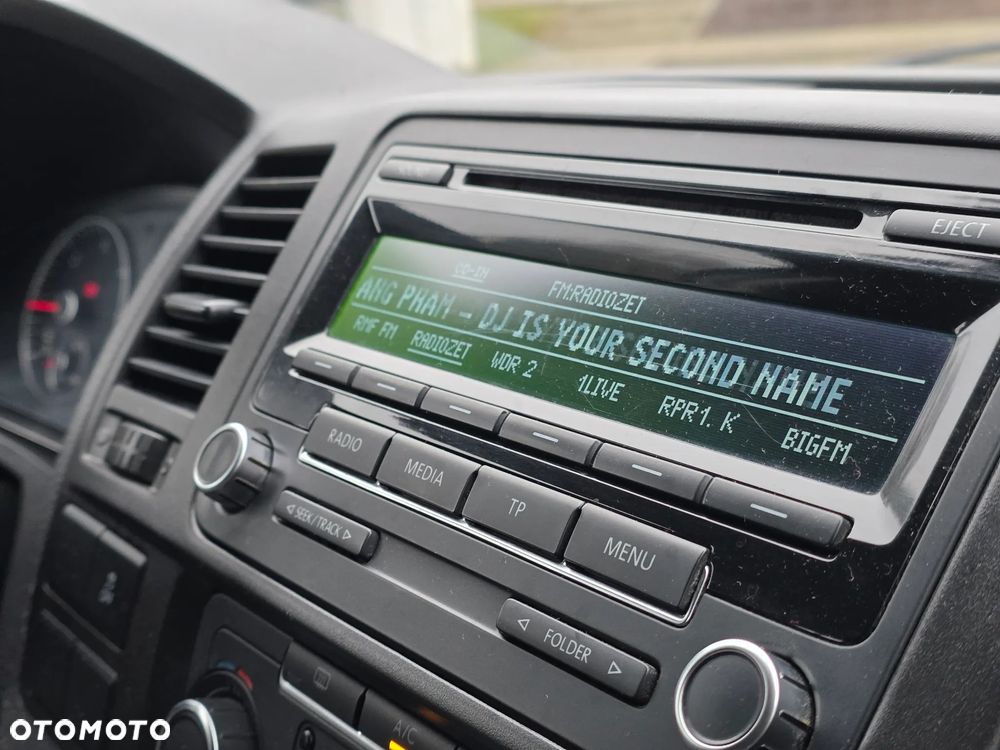 EJECT
CD-IN FM:RADIOZET
ANG PHAM - DJ IS YOUR SECOND NAME
RMF FM RADIOZET WDR 2 1LIVE RPR1. K BIGFM
RADIO MEDIA TP MENU
SEEK/TRACK
FOLDER
A/C
OTOMOTO